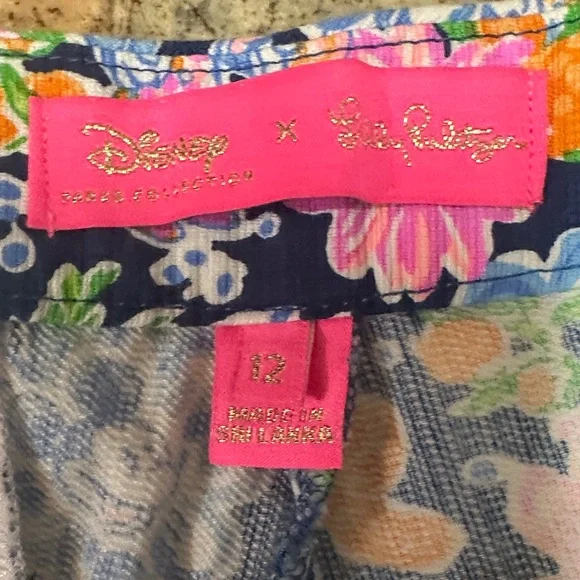 Disney × Lilly Pulitzer
PARKS COLLECTION
12
MADE IN
SRI LANKA